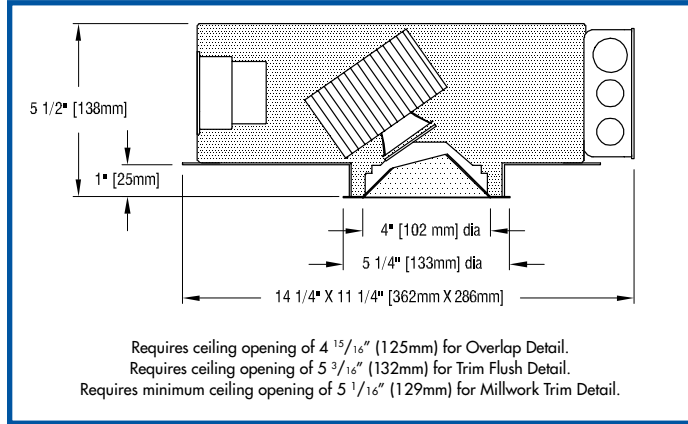 5 1/2" [138mm]
1" [25mm]
4" [102 mm] dia
5 1/4" [133mm] dia
14 1/4" X 11 1/4" [362mm X 286mm]
Requires ceiling opening of 4 15/16" (125mm) for Overlap Detail.
Requires ceiling opening of 5 3/16" (132mm) for Trim Flush Detail.
Requires minimum ceiling opening of 5 1/16" (129mm) for Millwork Trim Detail.